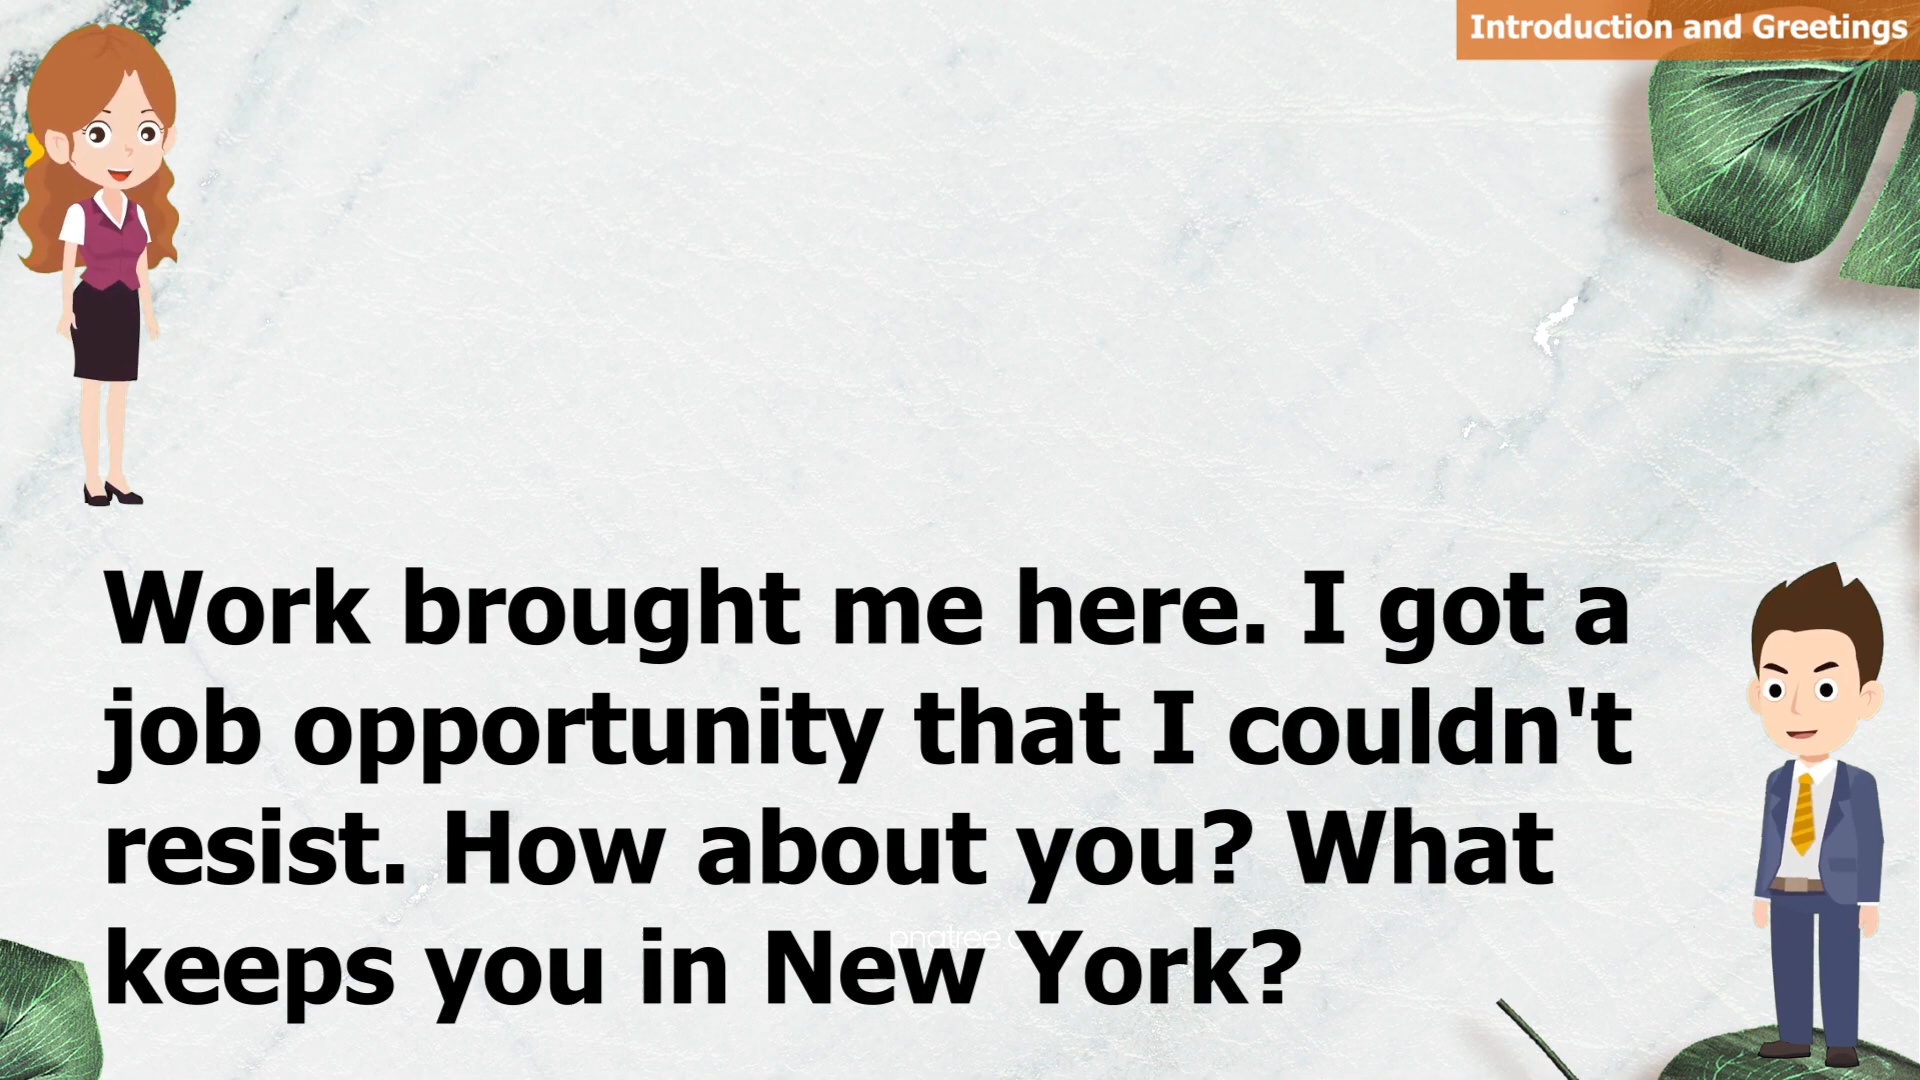 Introduction and Greetings
Work brought me here. I got a
job opportunity that I couldn't
resist. How about you? What
keeps you in New York?